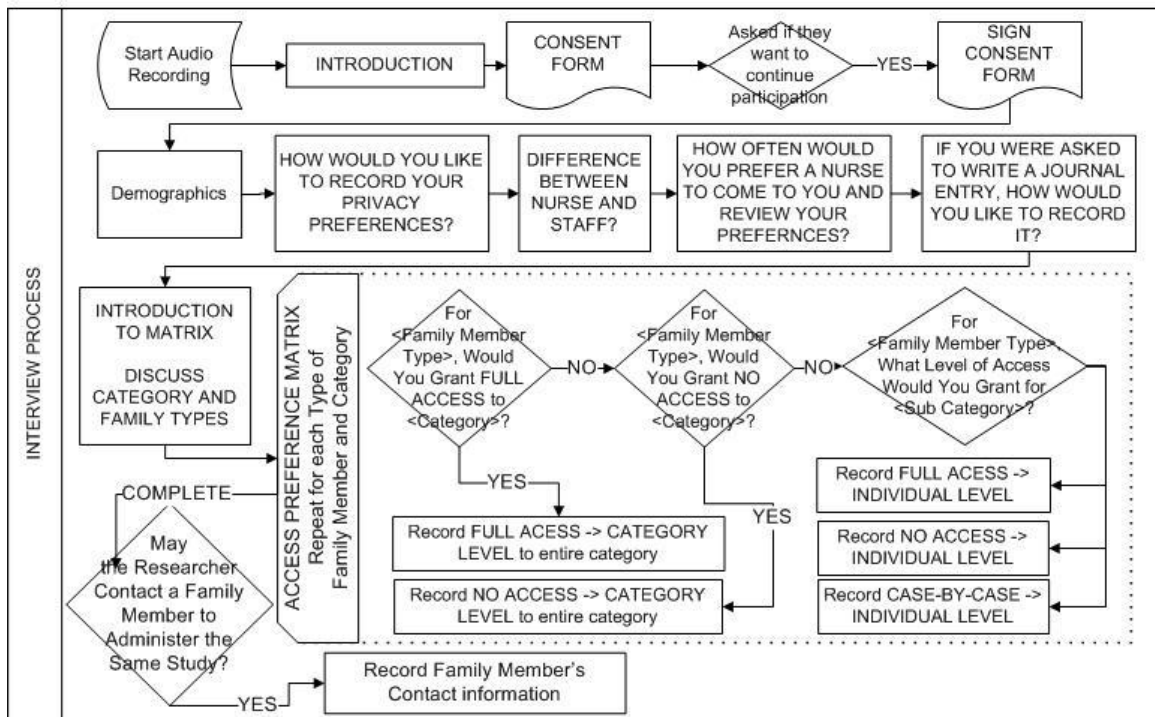 INTERVIEW PROCESS
Start Audio
Recording
INTRODUCTION
CONSENT
FORM
Asked if they
want to
continue
participation
YES
SIGN
CONSENT
FORM
Demographics
HOW WOULD YOU LIKE
TO RECORD YOUR
PRIVACY
PREFERENCES?
DIFFERENCE
BETWEEN
NURSE AND
STAFF?
HOW OFTEN WOULD
YOU PREFER A NURSE
TO COME TO YOU AND
REVIEW YOUR
PREFERNCES?
IF YOU WERE ASKED
TO WRITE A JOURNAL
ENTRY, HOW WOULD
YOU LIKE TO RECORD
IT?
INTRODUCTION
TO MATRIX
DISCUSS
CATEGORY AND
FAMILY TYPES
ACCESS PREFERENCE MATRIX
Repeat for each Type of
Family Member and Category
For
<Family Member
Type>, Would
You Grant FULL
ACCESS to
<Category>?
NO
For
<Family Member
Type>, Would
You Grant NO
ACCESS to
<Category>?
NO
For
<Family Member Type>,
What Level of Access
Would You Grant for
<Sub Category>?
YES
YES
Record FULL ACESS -> CATEGORY
LEVEL to entire category
Record NO ACCESS -> CATEGORY
LEVEL to entire category
Record FULL ACESS ->
INDIVIDUAL LEVEL
Record NO ACCESS ->
INDIVIDUAL LEVEL
Record CASE-BY-CASE ->
INDIVIDUAL LEVEL
COMPLETE
May
the Researcher
Contact a Family
Member to
Administer the
Same Study?
YES
Record Family Member's
Contact information